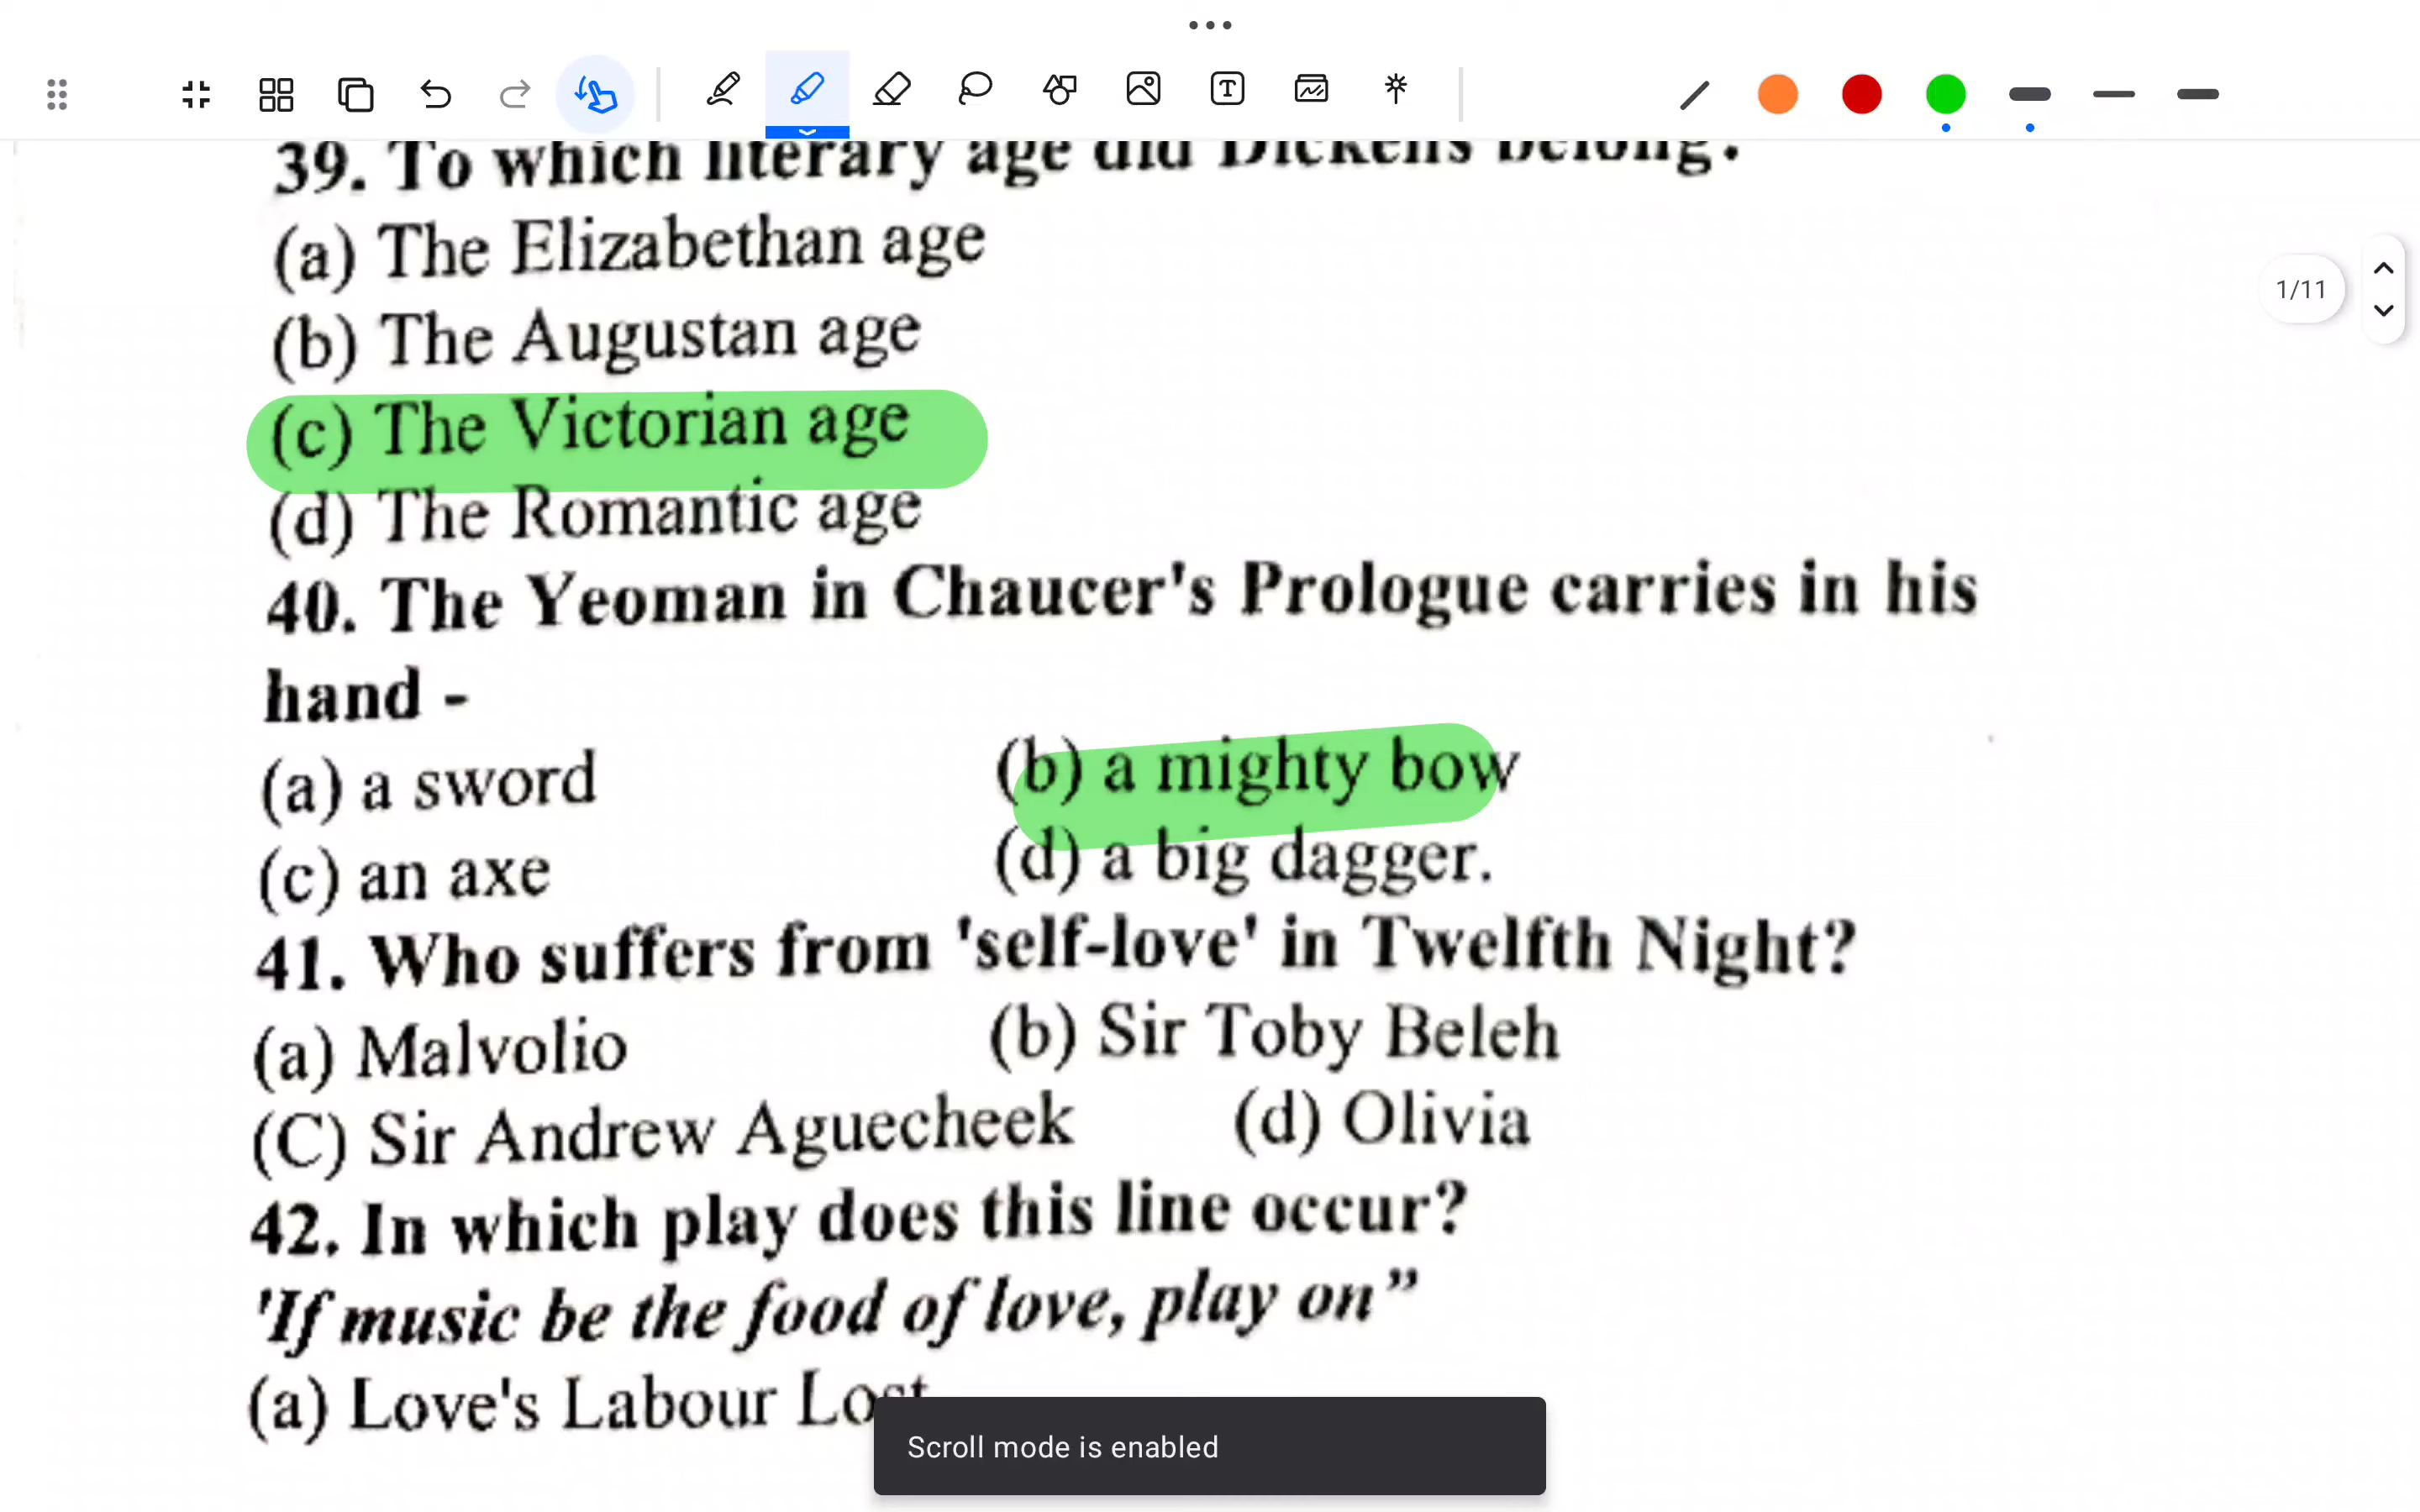 39. To which literary age did Dickens belong?
(a) The Elizabethan age
(b) The Augustan age
(c) The Victorian age
(d) The Romantic age
40. The Yeoman in Chaucer's Prologue carries in his
hand -
(a) a sword (b) a mighty bow
(c) an axe (d) a big dagger.
41. Who suffers from 'self-love' in Twelfth Night?
(a) Malvolio (b) Sir Toby Beleh
(C) Sir Andrew Aguecheek (d) Olivia
42. In which play does this line occur?
'If music be the food of love, play on”
(a) Love's Labour Lost
1/11
Scroll mode is enabled